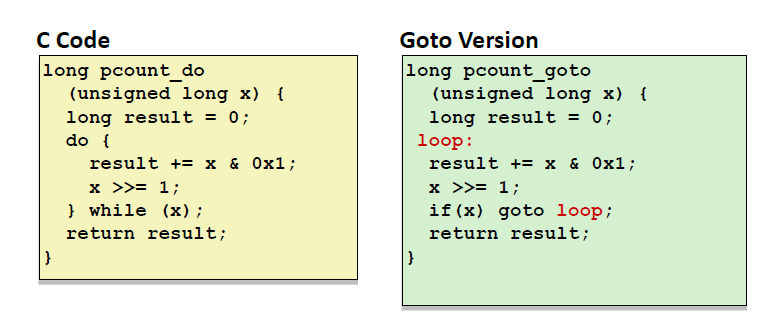 C Code
long pcount_do
(unsigned long x) {
long result = 0;
do {
result += x & 0x1;
x >>= 1;
} while (x);
return result;
}
Goto Version
long pcount_goto
(unsigned long x) {
long result = 0;
loop:
result += x & 0x1;
x >>= 1;
if(x) goto loop;
return result;
}